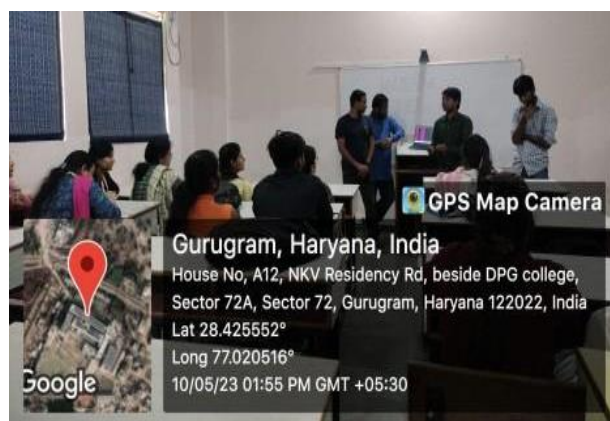 GPS Map Camera
Gurugram, Haryana, India
House No, A12, NKV Residency Rd, beside DPG college,
Sector 72A, Sector 72, Gurugram, Haryana 122022, India
Lat 28.425552°
Long 77.020516°
10/05/23 01:55 PM GMT +05:30
Google